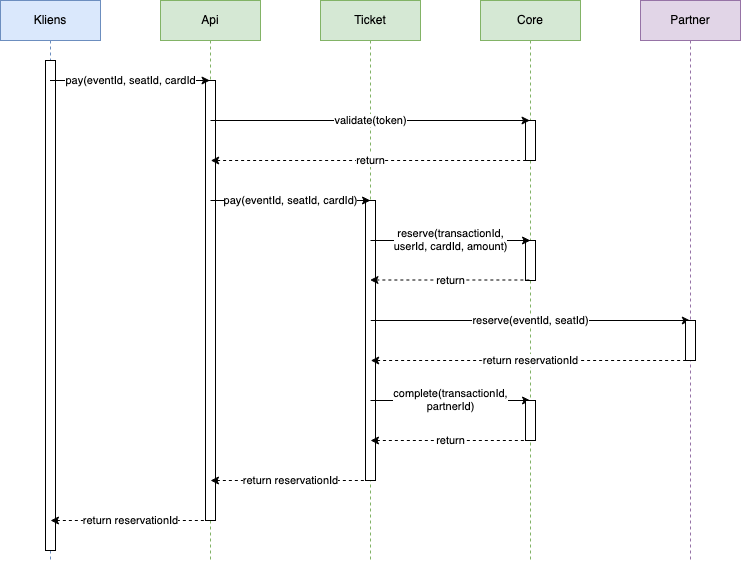 Kliens
Api
Ticket
Core
Partner
pay(eventId, seatId, cardId
validate(token)
return
pay(eventId, seatId, cardId)
reserve(transactionId,
userId, cardId, amount)
return
reserve(eventId, seatId)
return reservationId
complete(transactionId,
partnerId)
return
return reservationId
return reservationId